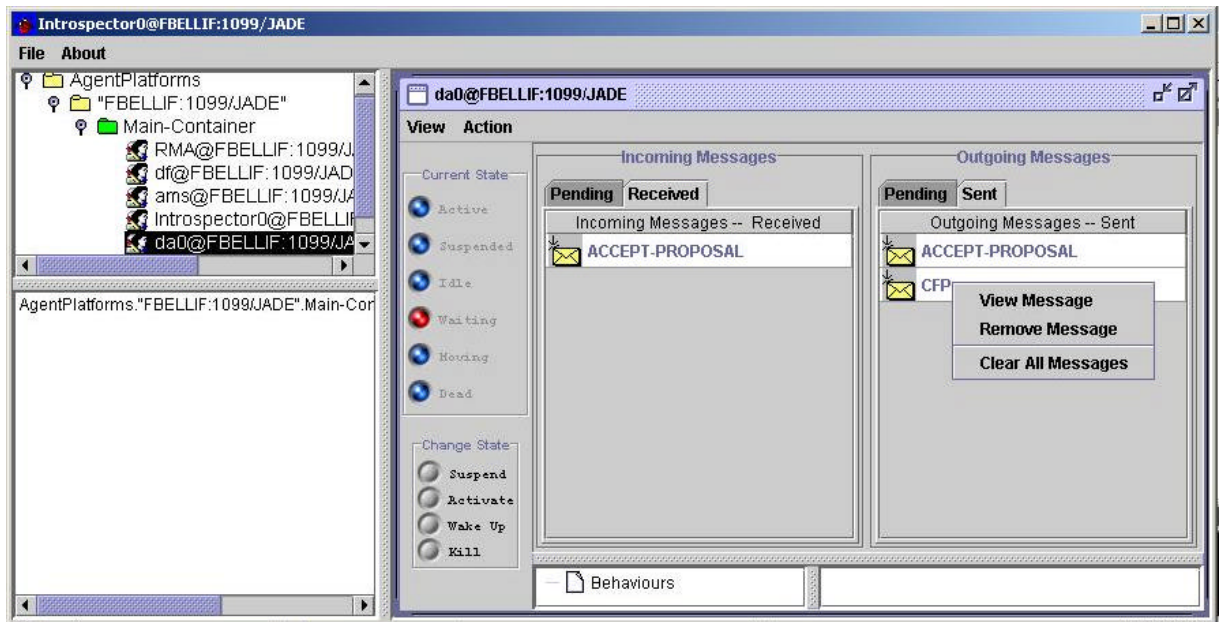 Introspector0@FBELLIF:1099/JADE
File About
AgentPlatforms
"FBELLIF:1099/JADE"
Main-Container
RMA@FBELLIF:1099/J
df@FBELLIF:1099/JAD
ams@FBELLIF:1099/JA
Introspector0@FBELLIF
da0@FBELLIF:1099/JA
AgentPlatforms."FBELLIF:1099/JADE".Main-Con
da0@FBELLIF:1099/JADE
View Action
Current State
Active
Suspended
Idle
Waiting
Moving
Dead
Change State
Suspend
Activate
Wake Up
Kill
Incoming Messages
Pending Received
Incoming Messages -- Received
ACCEPT-PROPOSAL
Outgoing Messages
Pending Sent
Outgoing Messages -- Sent
ACCEPT-PROPOSAL
CFP
View Message
Remove Message
Clear All Messages
Behaviours